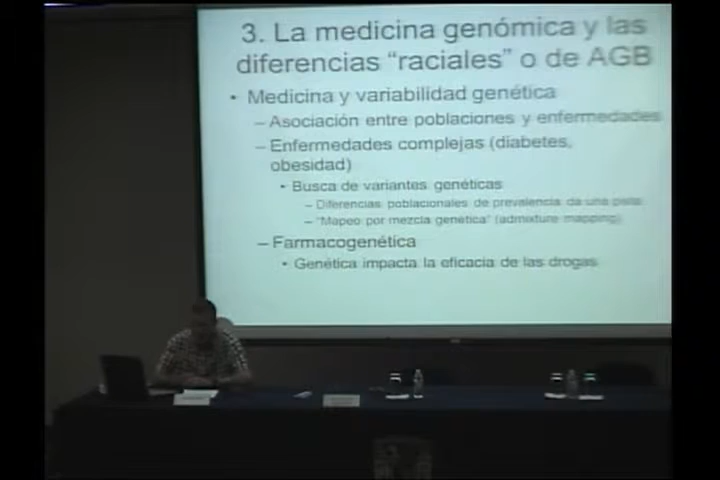 3. La medicina genómica y las
diferencias “raciales” o de AGB
• Medicina y variabilidad genética
– Asociación entre poblaciones y enfermedades
– Enfermedades complejas (diabetes,
obesidad)
• Busca de variantes genéticas
– Diferencias poblacionales de prevalencia da una pista
– “Mapeo por mezcla genética” (admixture mapping)
– Farmacogenética
• Genética impacta la eficacia de las drogas